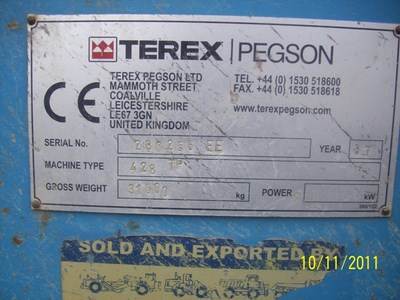 TEREX PEGSON
TEREX PEGSON LTD
MAMMOTH STREET
COALVILLE
LEICESTERSHIRE
LE67 3GN
UNITED KINGDOM
TEL. +44 (0) 1530 518600
FAX. +44 (0) 1530 518618
www.terexpegson.com
CE
SERIAL No. EE YEAR
MACHINE TYPE 428
GROSS WEIGHT kg POWER kW
SOLD AND EXPORTED BY
10/11/2011